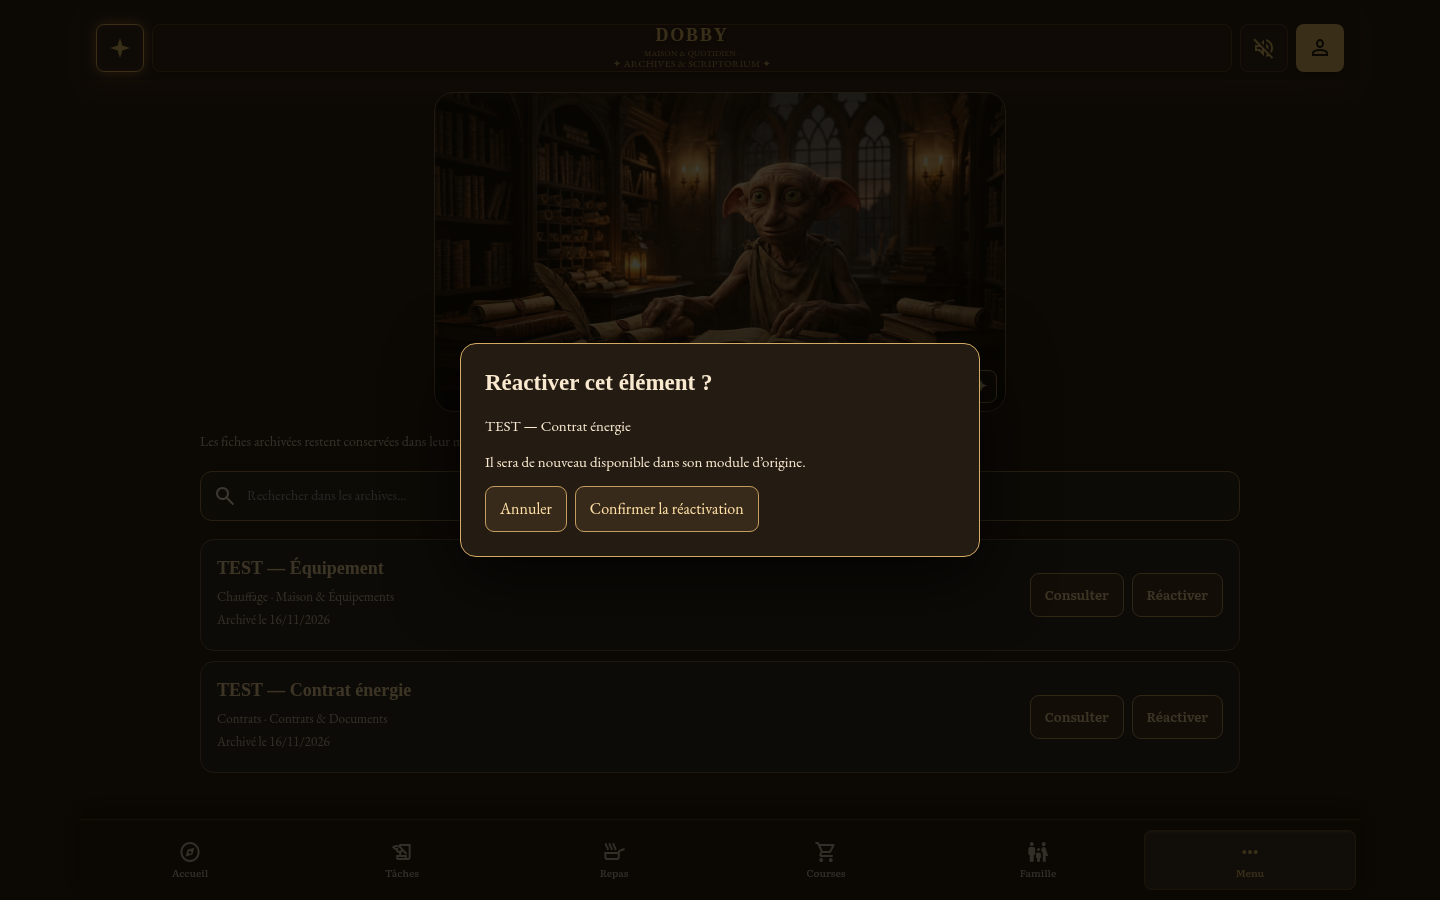 DOBBY
MAISON & QUOTIDIEN
✦ ARCHIVES & SCRIPTORIUM ✦
Réactiver cet élément ?
TEST — Contrat énergie
Il sera de nouveau disponible dans son module d’origine.
Annuler
Confirmer la réactivation
Les fiches archivées restent conservées dans leur
Rechercher dans les archives…
TEST — Équipement
Chauffage · Maison & Équipements
Archivé le 16/11/2026
Consulter
Réactiver
TEST — Contrat énergie
Contrats · Contrats & Documents
Archivé le 16/11/2026
Consulter
Réactiver
Accueil
Tâches
Repas
Courses
Famille
Menu